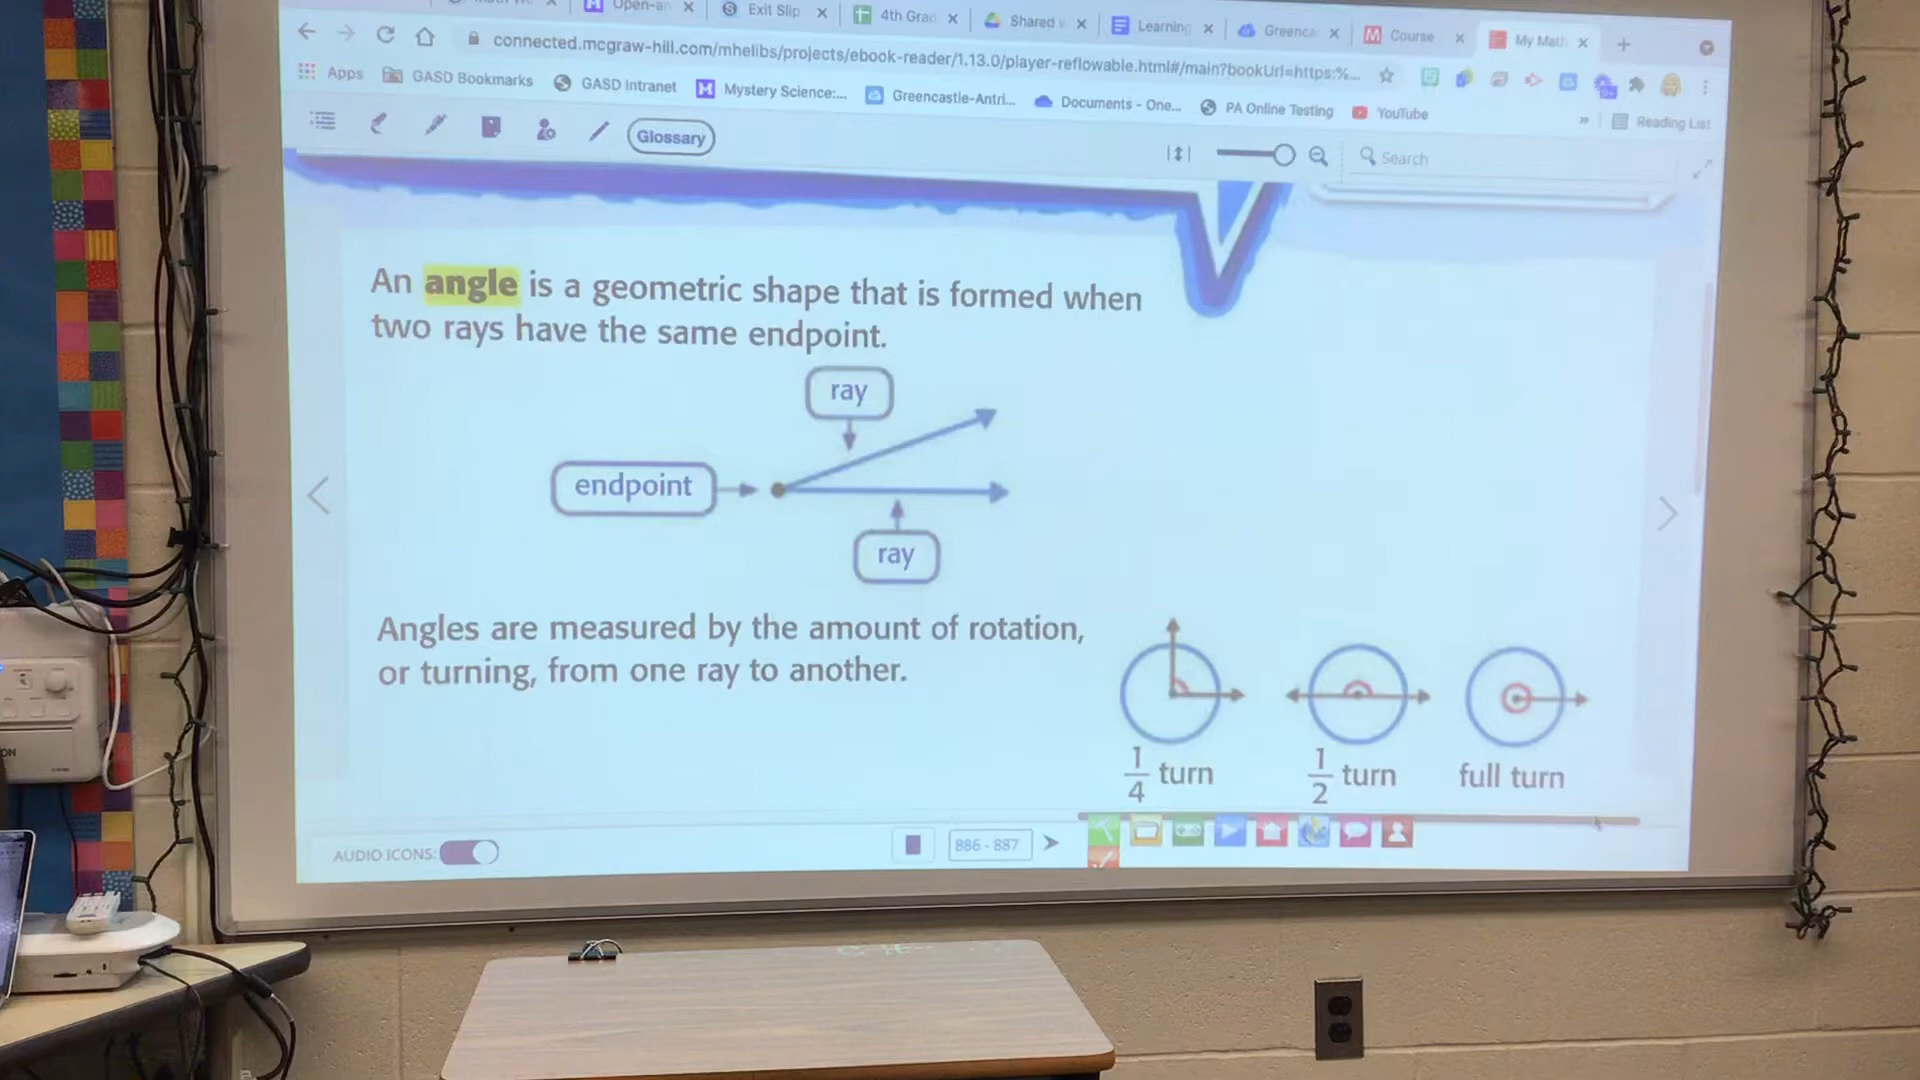 Open-an
Exit Slip
4th Grad
Shared
Learning
Greenca
Course
My Math
connected.mcgraw-hill.com/mhelibs/projects/ebook-reader/1.13.0/player-reflowable.html#/main?bookUrl=https:%...
Apps
GASD Bookmarks
GASD Intranet
Mystery Science:...
Greencastle-Antri...
Documents - One...
PA Online Testing
YouTube
Reading List
Glossary
Search
An angle is a geometric shape that is formed when
two rays have the same endpoint.
ray
endpoint
ray
Angles are measured by the amount of rotation,
or turning, from one ray to another.
1/4 turn
1/2 turn
full turn
AUDIO ICONS:
886 - 887